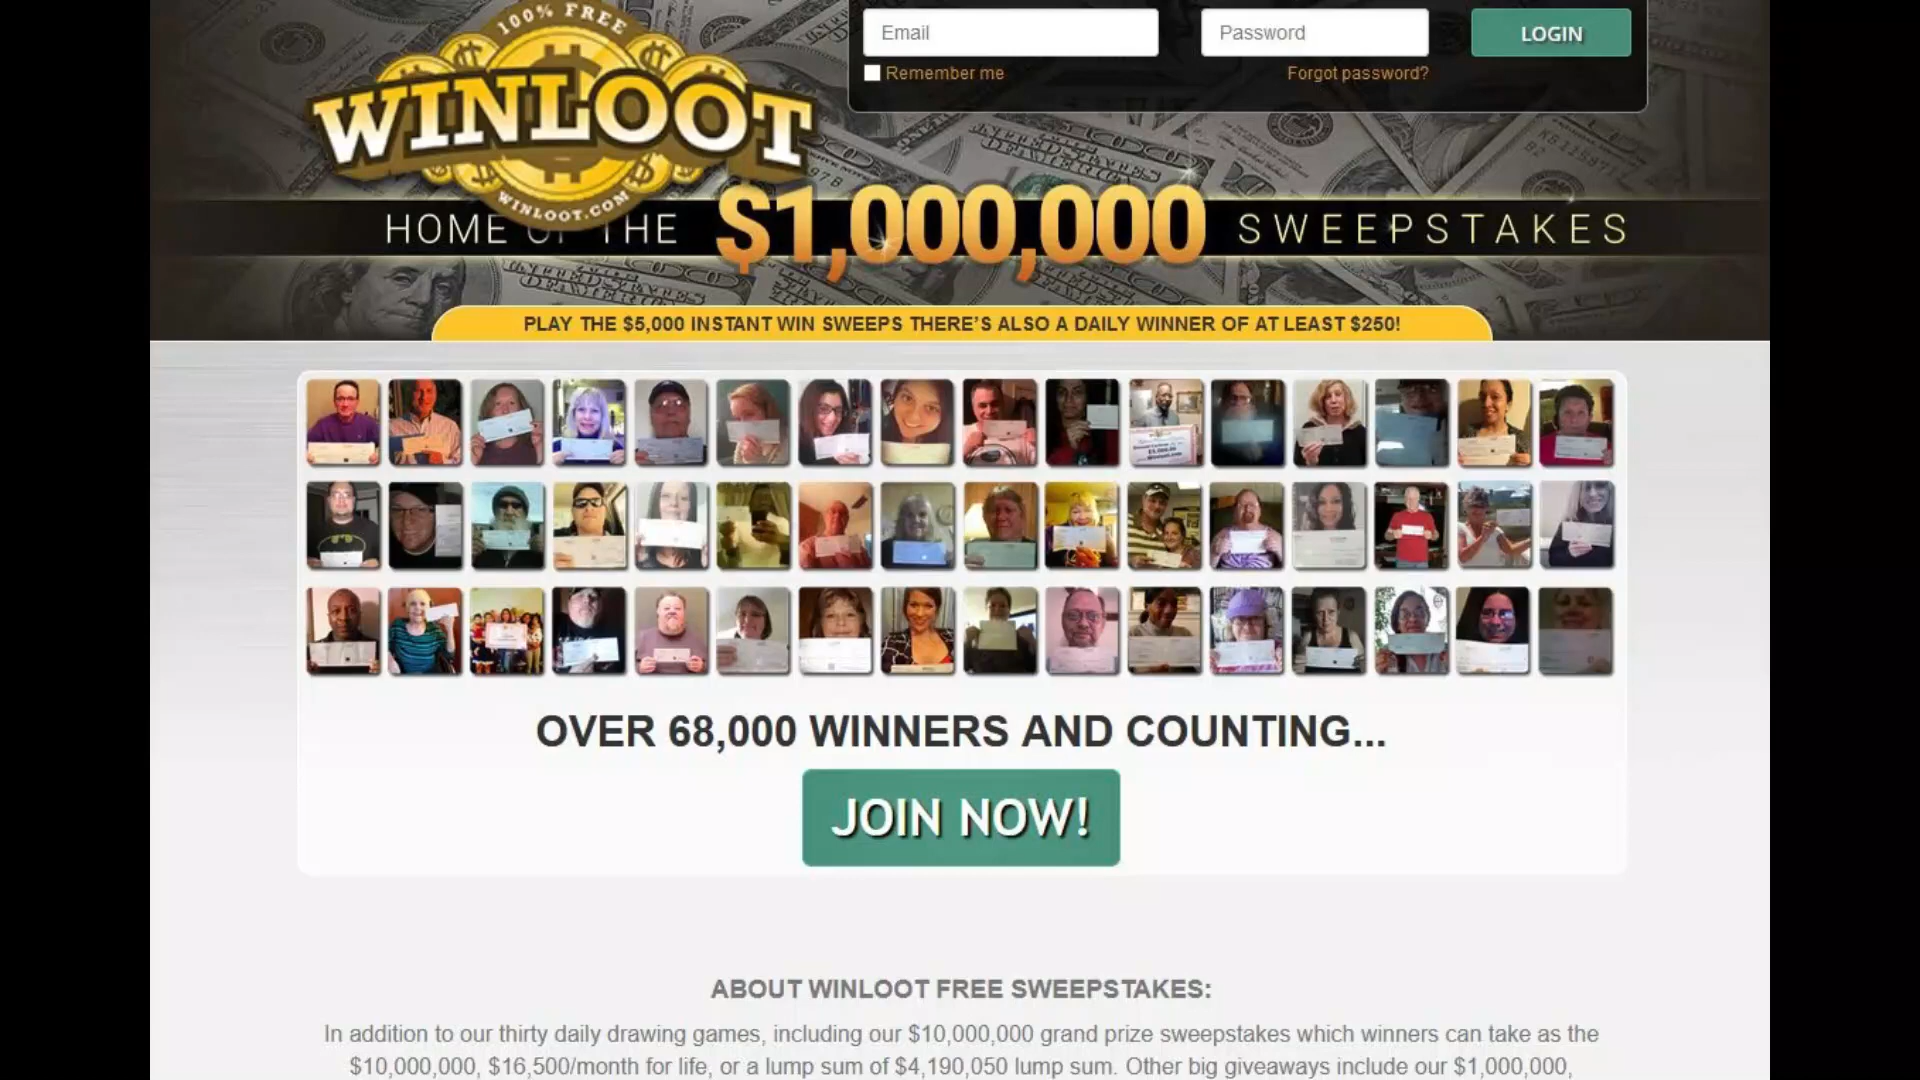 100% FREE
WINLOOT
WINLOOT.COM
Email
Password
LOGIN
Remember me
Forgot password?
HOME OF THE $1,000,000 SWEEPSTAKES
PLAY THE $5,000 INSTANT WIN SWEEPS THERE'S ALSO A DAILY WINNER OF AT LEAST $250!
OVER 68,000 WINNERS AND COUNTING...
JOIN NOW!
ABOUT WINLOOT FREE SWEEPSTAKES:
In addition to our thirty daily drawing games, including our $10,000,000 grand prize sweepstakes which winners can take as the
$10,000,000, $16,500/month for life, or a lump sum of $4,190,050 lump sum. Other big giveaways include our $1,000,000,